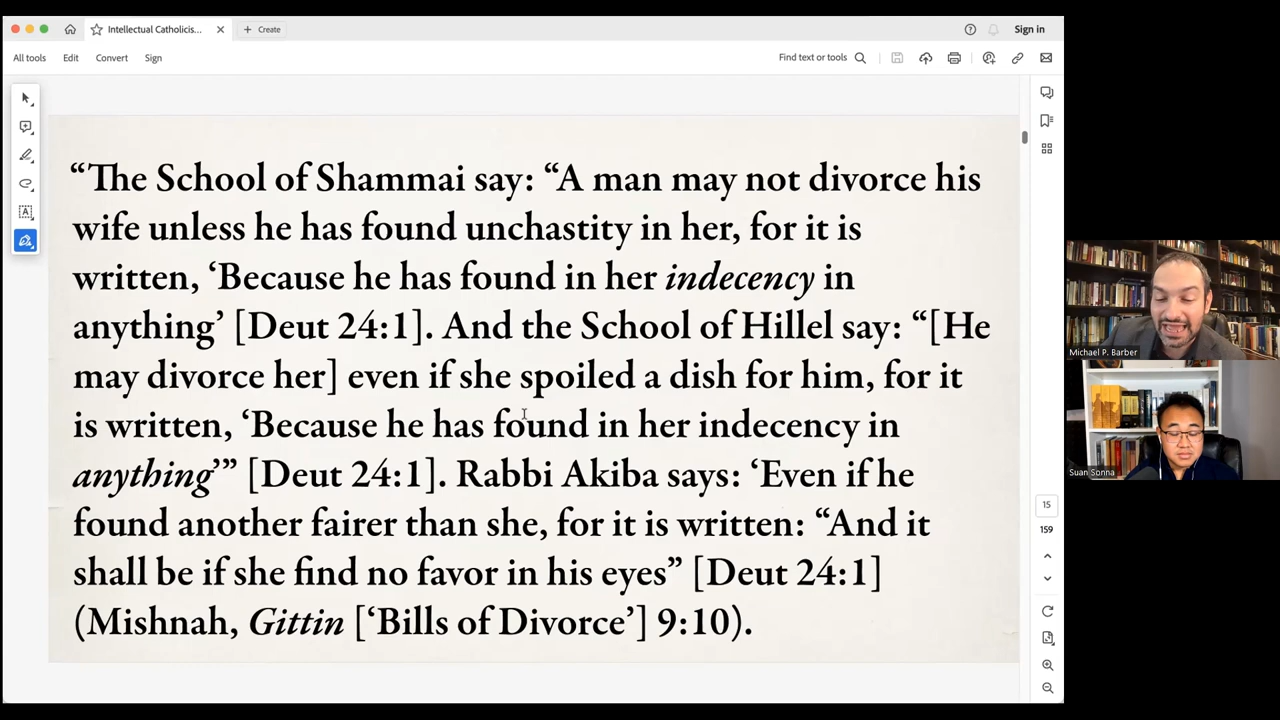 Intellectual Catholicis...
Create
Sign in
All tools
Edit
Convert
Sign
Find text or tools
“The School of Shammai say: “A man may not divorce his
wife unless he has found unchastity in her, for it is
written, ‘Because he has found in her indecency in
anything’ [Deut 24:1]. And the School of Hillel say: “[He
may divorce her] even if she spoiled a dish for him, for it
is written, ‘Because he has found in her indecency in
anything’” [Deut 24:1]. Rabbi Akiba says: ‘Even if he
found another fairer than she, for it is written: “And it
shall be if she find no favor in his eyes” [Deut 24:1]
(Mishnah, Gittin [‘Bills of Divorce’] 9:10).
15
159
Michael P. Barber
Suan Sonna